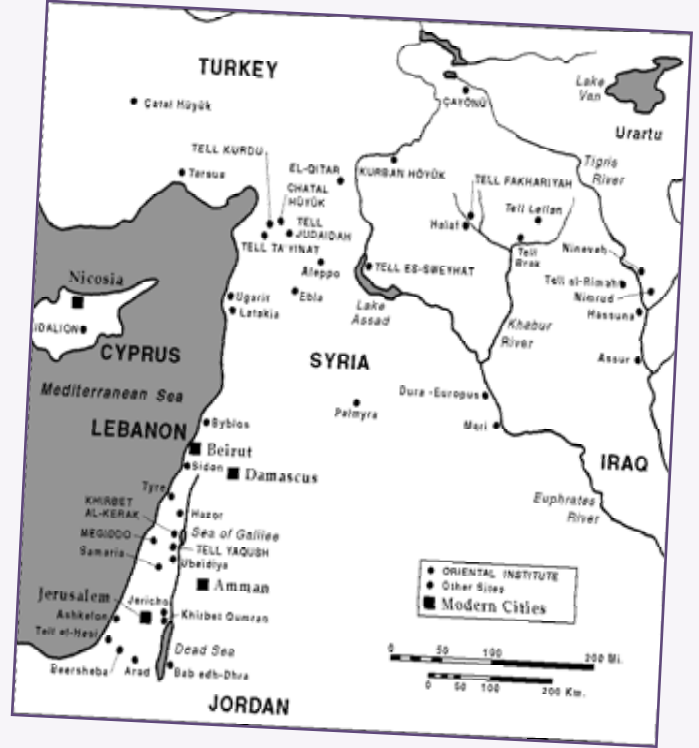 TURKEY
Lake
Van
Urartu
ÇAYÖNÜ
Çatal Hüyük
Tigris
River
TELL KURDU
EL-QITAR
KURBAN HÖYÜK
TELL FAKHARIYAH
Tarsus
CHATAL
HÜYÜK
Tell Leilan
Halaf
TELL
JUDAIDAH
TELL TA'YINAT
Tell
Brak
Nineveh
Aleppo
TELL ES-SWEYHAT
Tell al-Rimah
Nimrud
Nicosia
Ugarit
Ebla
Latakia
Lake
Assad
Hassuna
IDALION
Khabur
River
CYPRUS
SYRIA
Assur
Mediterranean Sea
Dura-Europus
Palmyra
LEBANON
Byblos
Mari
Beirut
IRAQ
Sidon
Damascus
Tyre
Euphrates
River
KHIRBET
AL-KERAK
Hazor
MEGIDDO
Sea of Galilee
Samaria
TELL YAQUSH
Ubeidiya
ORIENTAL INSTITUTE
Other Sites
Modern Cities
Amman
Jerusalem
Jericho
Ashkelon
Khirbet Qumran
Tell el-Hesi
Dead Sea
Beersheba
Arad
Bab edh-Dhra
0 50 100 200 Mi.
0 50 100 200 Km.
JORDAN